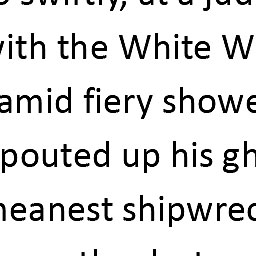 swiftly, at a jud
with the White W
amid fiery showe
pouted up his gh
meanest shipwrec